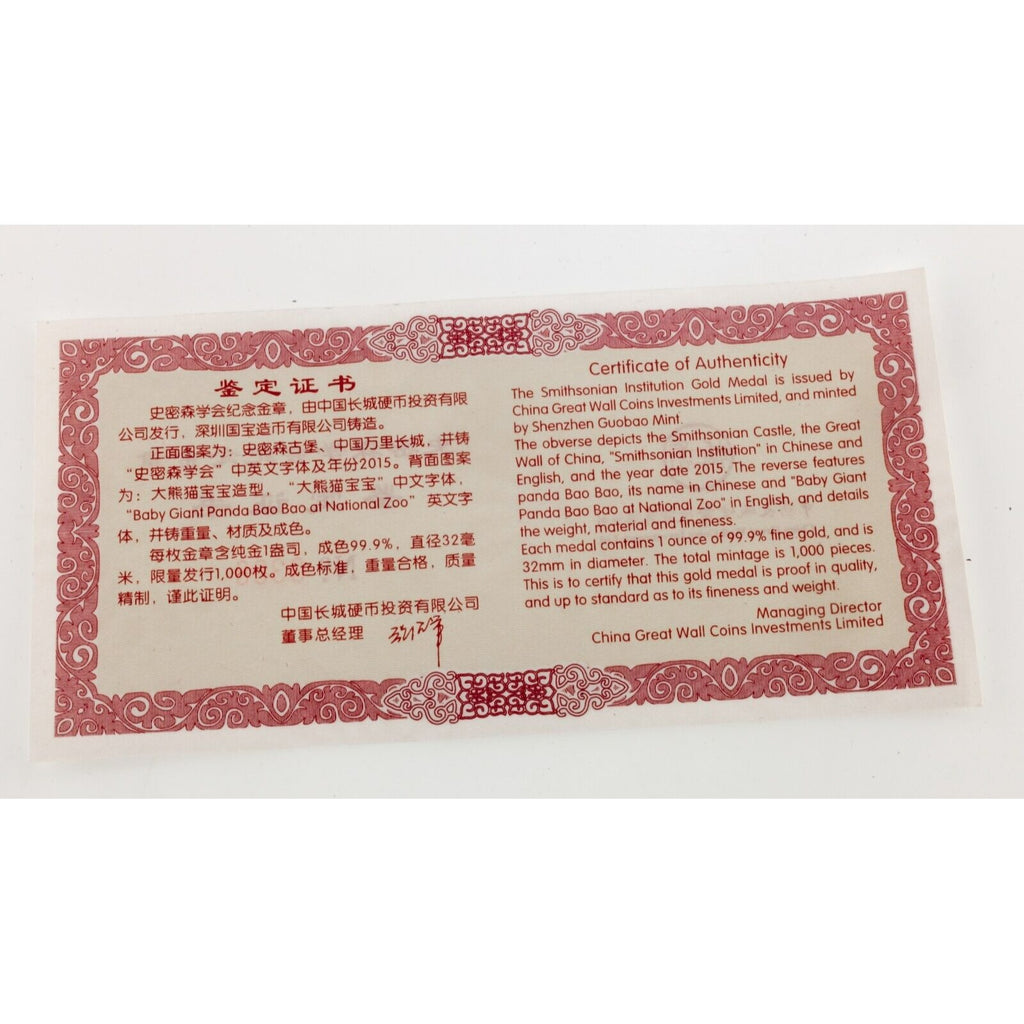 鉴定证书
史密森学会纪念金章，由中国长城硬币投资有限
公司发行，深圳国宝造币有限公司铸造。
正面图案为：史密森古堡、中国万里长城，并铸
“史密森学会”中英文字体及年份2015。背面图案
为：大熊猫宝宝造型，“大熊猫宝宝”中文字体，
“Baby Giant Panda Bao Bao at National Zoo”英文字
体，并铸重量、材质及成色。
每枚金章含纯金1盎司，成色99.9%，直径32毫
米，限量发行1,000枚。成色标准，重量合格，质量
精制，谨此证明。
中国长城硬币投资有限公司
董事总经理
Certificate of Authenticity
The Smithsonian Institution Gold Medal is issued by
China Great Wall Coins Investments Limited, and minted
by Shenzhen Guobao Mint.
The obverse depicts the Smithsonian Castle, the Great
Wall of China, "Smithsonian Institution" in Chinese and
English, and the year date 2015. The reverse features
panda Bao Bao, its name in Chinese and "Baby Giant
Panda Bao Bao at National Zoo" in English, and details
the weight, material and fineness.
Each medal contains 1 ounce of 99.9% fine gold, and is
32mm in diameter. The total mintage is 1,000 pieces.
This is to certify that this gold medal is proof in quality,
and up to standard as to its fineness and weight.
Managing Director
China Great Wall Coins Investments Limited